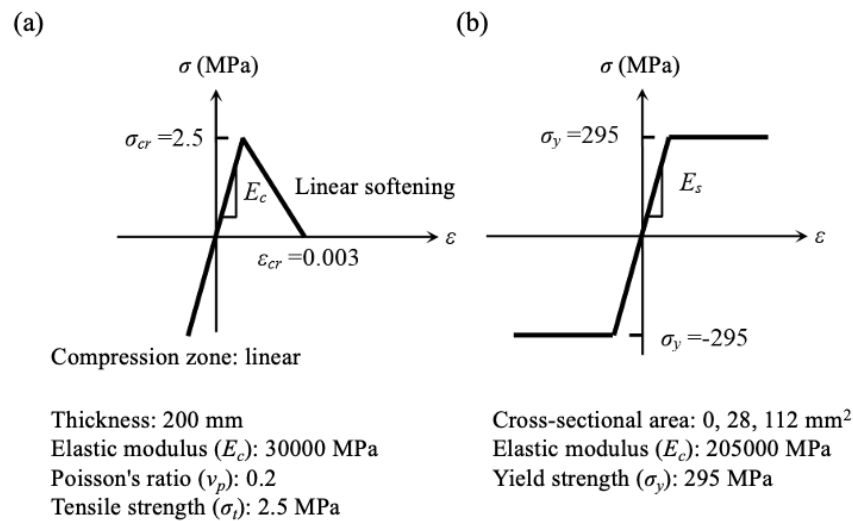 (a)
σ (MPa)
σcr =2.5
Ec
Linear softening
ε
εcr =0.003
Compression zone: linear
Thickness: 200 mm
Elastic modulus (Ec): 30000 MPa
Poisson's ratio (νp): 0.2
Tensile strength (σt): 2.5 MPa
(b)
σ (MPa)
σy =295
Es
ε
σy =-295
Cross-sectional area: 0, 28, 112 mm²
Elastic modulus (Ec): 205000 MPa
Yield strength (σy): 295 MPa